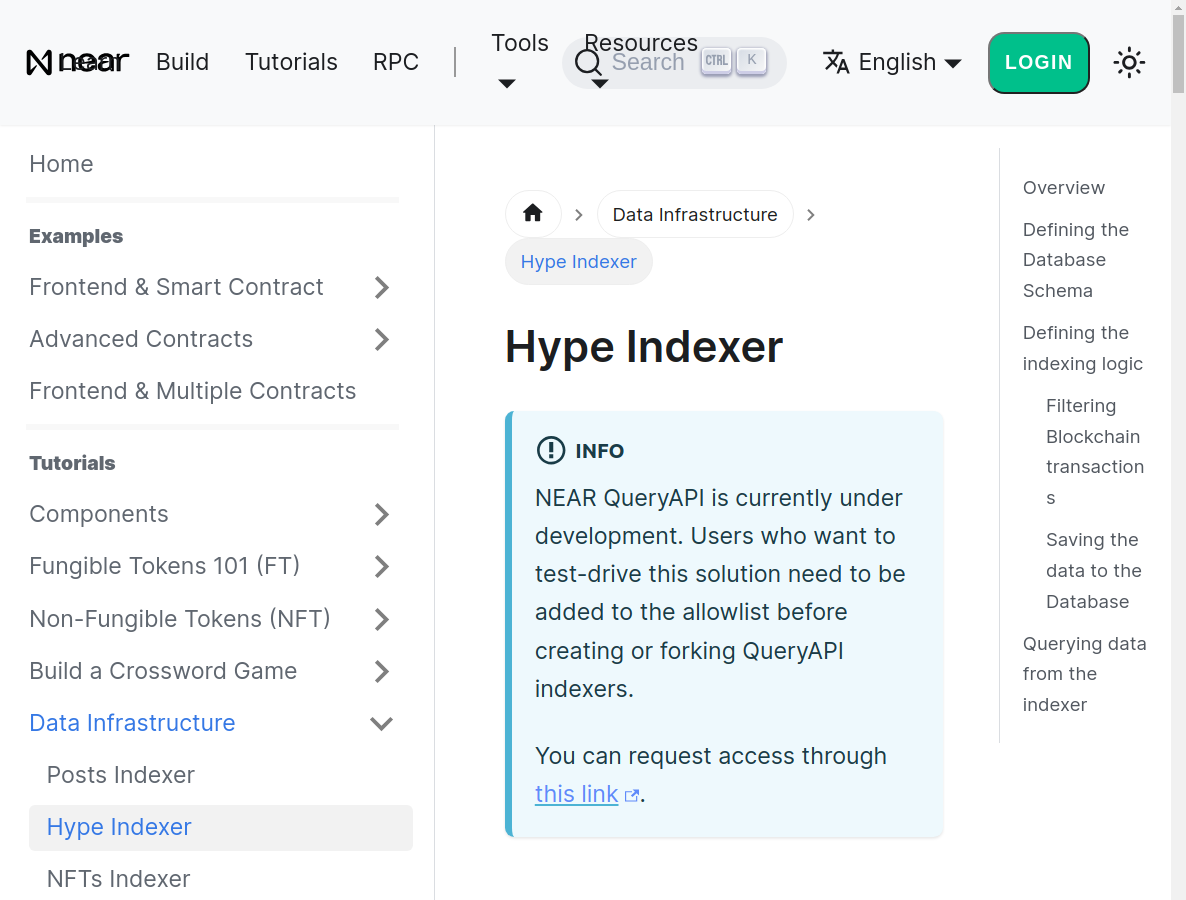 near
Learn
Build
Tutorials
RPC
Tools
Resources
Search
CTRL
K
English
LOGIN
Home
Examples
Frontend & Smart Contract
Advanced Contracts
Frontend & Multiple Contracts
Tutorials
Components
Fungible Tokens 101 (FT)
Non-Fungible Tokens (NFT)
Build a Crossword Game
Data Infrastructure
Posts Indexer
Hype Indexer
NFTs Indexer
Data Infrastructure
Hype Indexer
Hype Indexer
INFO
NEAR QueryAPI is currently under
development. Users who want to
test-drive this solution need to be
added to the allowlist before
creating or forking QueryAPI
indexers.
You can request access through
this link.
Overview
Defining the
Database
Schema
Defining the
indexing logic
Filtering
Blockchain
transaction
s
Saving the
data to the
Database
Querying data
from the
indexer